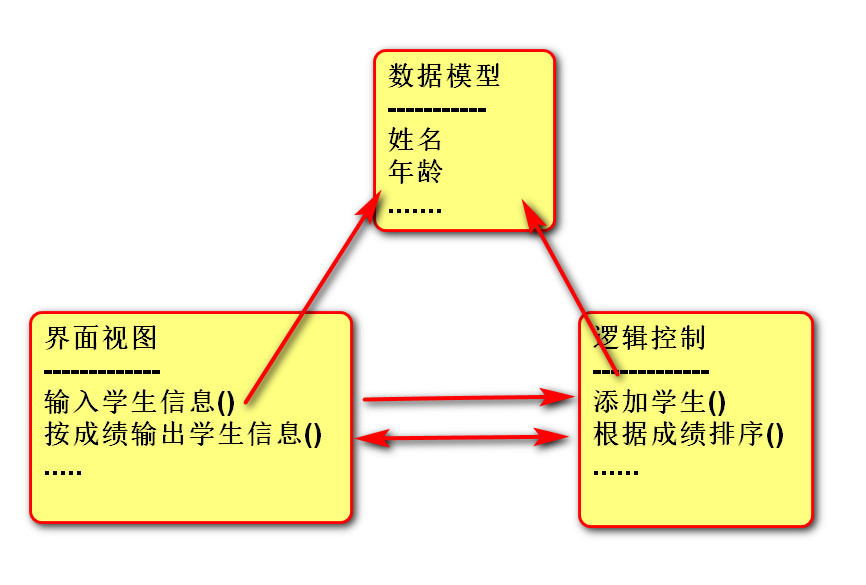 数据模型
-----------
姓名
年龄
.......
界面视图
-------------
输入学生信息()
按成绩输出学生信息()
.....
逻辑控制
-------------
添加学生()
根据成绩排序()
......